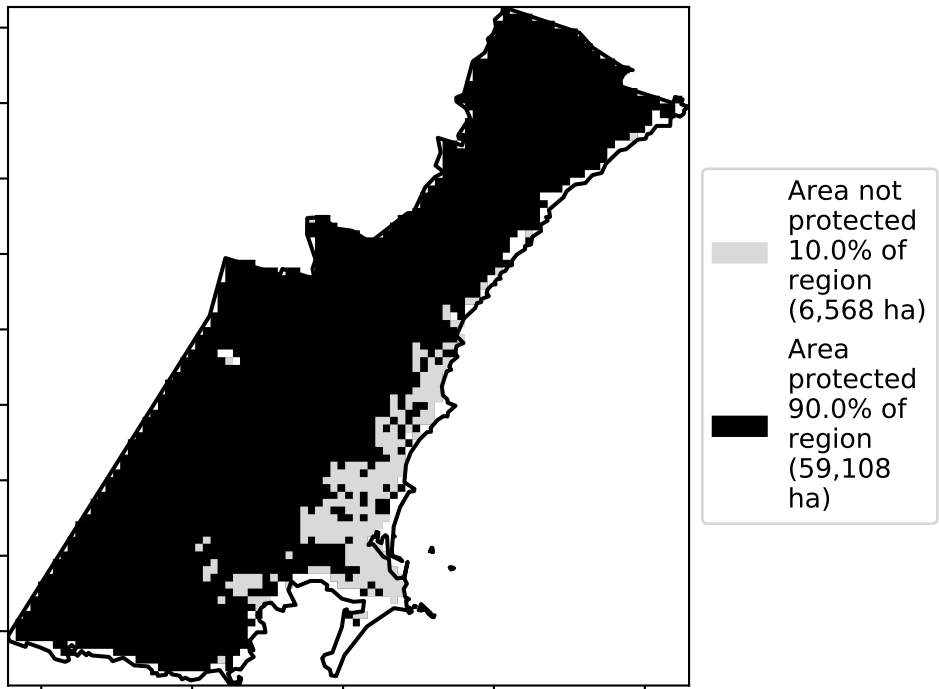 Area not
protected
10.0% of
region
(6,568 ha)
Area
protected
90.0% of
region
(59,108
ha)